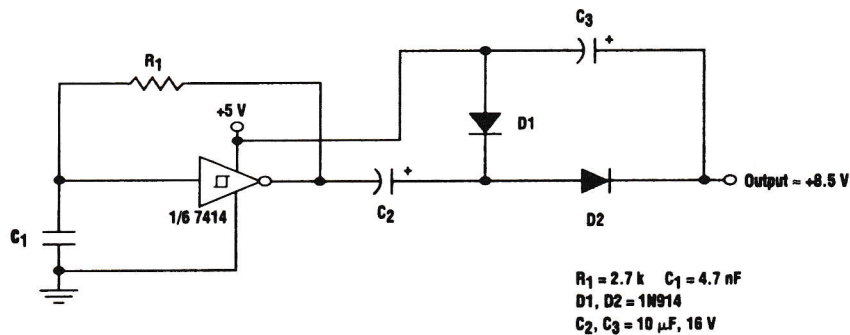 C3
+
R1
+5 V
D1
+
Output ≈ +8.5 V
1/6 7414
C2
D2
C1
R1 = 2.7 k C1 = 4.7 nF
D1, D2 = 1N914
C2, C3 = 10 μF, 16 V